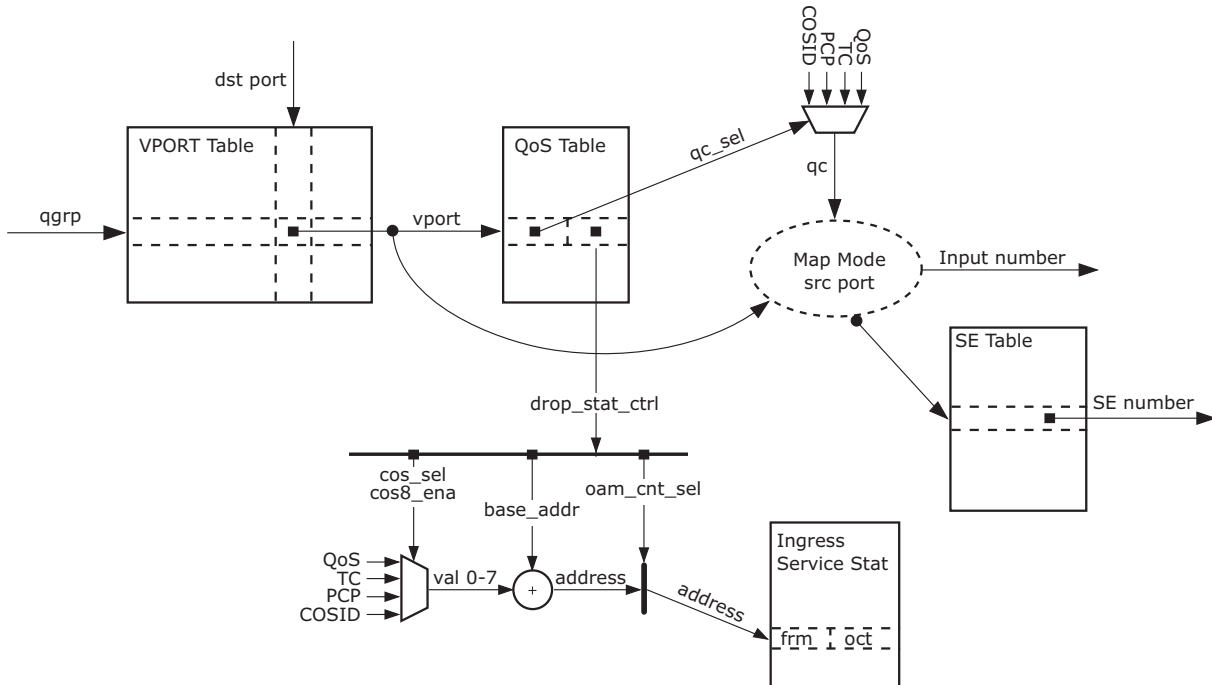 COSID
PCP
TC
QoS
dst port
VPORT Table
QoS Table
qc_sel
qc
qgrp
vport
Map Mode
src port
Input number
SE Table
SE number
drop_stat_ctrl
cos_sel
cos8_ena
base_addr
oam_cnt_sel
Ingress
Service Stat
QoS
TC
PCP
COSID
val 0-7
+
address
address
frm
oct